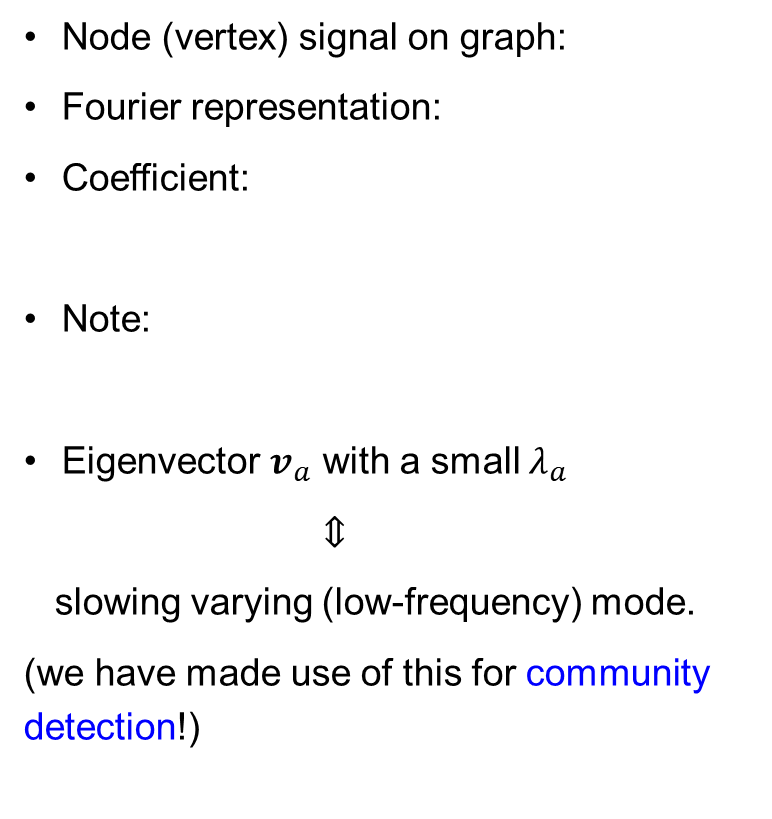 • Node (vertex) signal on graph:
• Fourier representation:
• Coefficient:
• Note:
• Eigenvector 𝒗ₐ with a small λₐ
⇕
slowing varying (low-frequency) mode.
(we have made use of this for community
detection!)